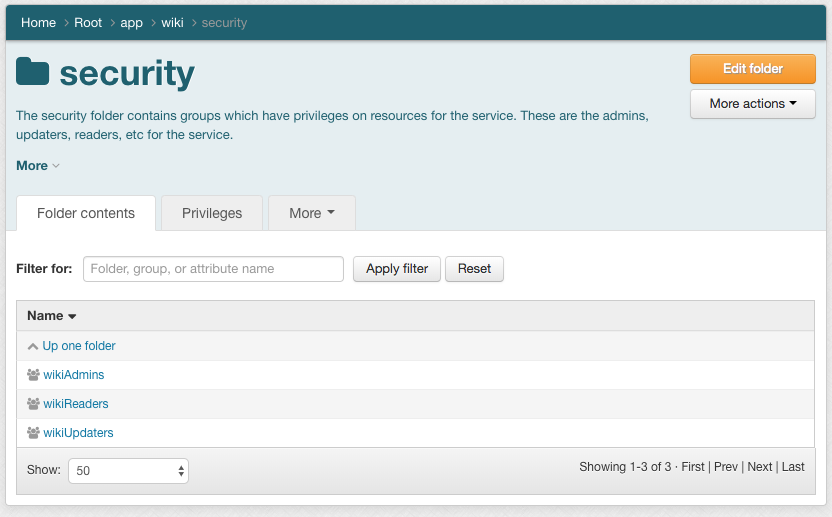 Home > Root > app > wiki > security
security
Edit folder
More actions
The security folder contains groups which have privileges on resources for the service. These are the admins,
updaters, readers, etc for the service.
More
Folder contents Privileges More
Filter for: Folder, group, or attribute name Apply filter Reset
Name
Up one folder
wikiAdmins
wikiReaders
wikiUpdaters
Show: 50 Showing 1-3 of 3 · First | Prev | Next | Last